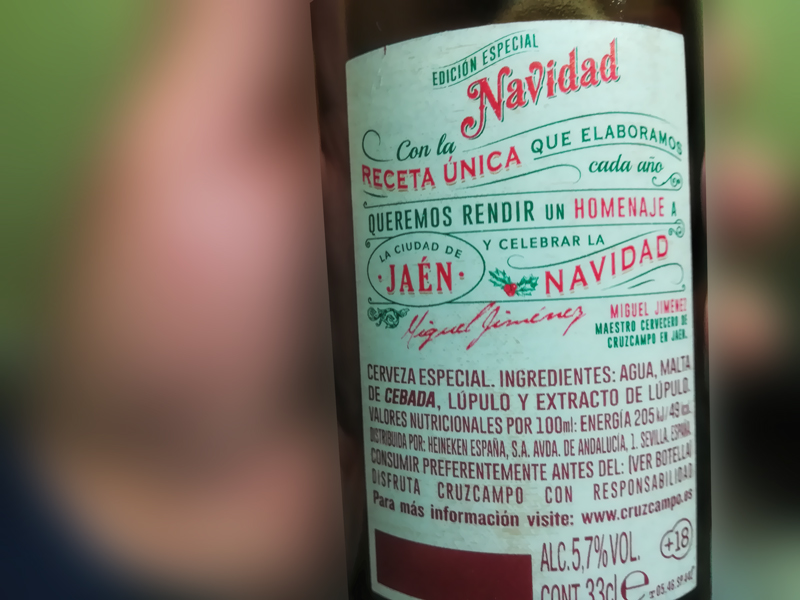 EDICIÓN ESPECIAL
Navidad
Con la
RECETA ÚNICA QUE ELABORAMOS
cada año
QUEREMOS RENDIR UN HOMENAJE A
LA CIUDAD DE
JAÉN
Y CELEBRAR LA
NAVIDAD
Miguel Jiménez
MIGUEL JIMÉNEZ
MAESTRO CERVECERO DE
CRUZCAMPO EN JAÉN.
CERVEZA ESPECIAL. INGREDIENTES: AGUA, MALTA
DE CEBADA, LÚPULO Y EXTRACTO DE LÚPULO.
VALORES NUTRICIONALES POR 100ml: ENERGÍA 205 kJ/49 kcal.
DISTRIBUIDA POR: HEINEKEN ESPAÑA, S.A. AVDA. DE ANDALUCÍA, 1. SEVILLA. ESPAÑA.
CONSUMIR PREFERENTEMENTE ANTES DEL: (VER BOTELLA)
DISFRUTA CRUZCAMPO CON RESPONSABILIDAD
Para más información visite: www.cruzcampo.es
ALC. 5,7% VOL.
+18
CONT. 33cl e